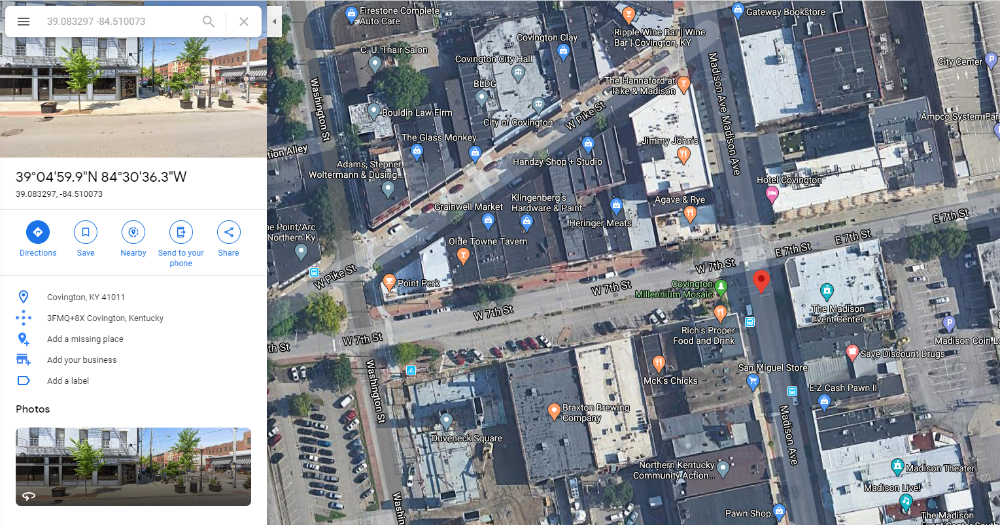 39.083297 -84.510073
39°04'59.9"N 84°30'36.3"W
39.083297, -84.510073
Directions
Save
Nearby
Send to your
phone
Share
Covington, KY 41011
3FMQ+8X Covington, Kentucky
Add a missing place
Add your business
Add a label
Photos
Firestone Complete
Auto Care
Gateway Bookstore
Ripple Wine Bar | Wine
Bar | Covington, KY
Covington Clay
C. U. Thair Salon
Covington City Hall
City Center
P
BLDG
The Hannaford at
Pike & Madison
Washington St
Madison Ave
Madison Ave
Bouldin Law Firm
City of Covington
W Pike St
Ampco System Par
The Glass Monkey
Jimmy John's
tion Alley
Handzy Shop + Studio
Adams, Stepner,
Woltermann & Dusing...
Hotel Covington
Klingenberg's
Hardware & Paint
Grainwell Market
Agave & Rye
Heringer Meats
E 7th St
E 7th St
E 7th St
he Point/Arc
Northern Ky
Olde Towne Tavern
W Pike St
W 7th St
Point Perk
W 7th St
Covington
Millennium Mosaic
The Madison
Event Center
W 7th St
P
Rich's Proper
Food and Drink
Madison Coin Lo
W 7th St
th St
Save Discount Drugs
Washington St
San Miguel Store
McK's Chicks
E-Z Cash Pawn II
Braxton Brewing
Company
Madison Ave
Duveneck Square
Northern Kentucky
Community Action...
Madison Theater
Madison Live!
Washin
Pawn Shop
The Madison